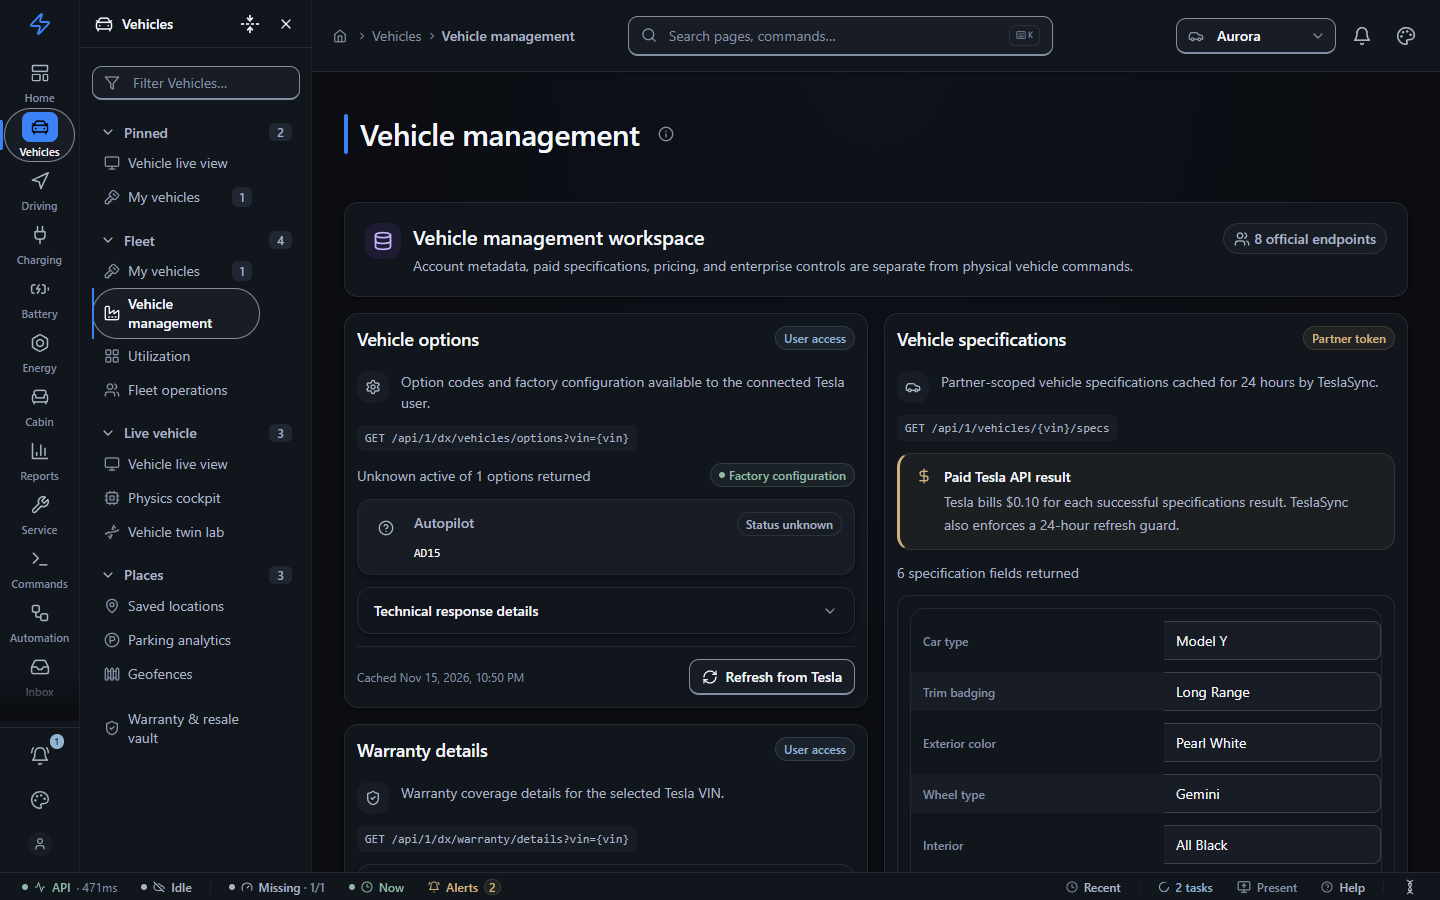 Home
Vehicles
Driving
Charging
Battery
Energy
Cabin
Reports
Service
Commands
Automation
Inbox
1
Vehicles
Filter Vehicles...
Pinned 2
Vehicle live view
My vehicles 1
Fleet 4
My vehicles 1
Vehicle
management
Utilization
Fleet operations
Live vehicle 3
Vehicle live view
Physics cockpit
Vehicle twin lab
Places 3
Saved locations
Parking analytics
Geofences
Warranty & resale
vault
Vehicles
Vehicle management
Search pages, commands...
K
Aurora
Vehicle management
Vehicle management workspace
Account metadata, paid specifications, pricing, and enterprise controls are separate from physical vehicle commands.
8 official endpoints
Vehicle options
User access
Option codes and factory configuration available to the connected Tesla
user.
GET /api/1/dx/vehicles/options?vin={vin}
Unknown active of 1 options returned
Factory configuration
Autopilot
Status unknown
AD15
Technical response details
Cached Nov 15, 2026, 10:50 PM
Refresh from Tesla
Warranty details
User access
Warranty coverage details for the selected Tesla VIN.
GET /api/1/dx/warranty/details?vin={vin}
Vehicle specifications
Partner token
Partner-scoped vehicle specifications cached for 24 hours by TeslaSync.
GET /api/1/vehicles/{vin}/specs
Paid Tesla API result
Tesla bills $0.10 for each successful specifications result. TeslaSync
also enforces a 24-hour refresh guard.
6 specification fields returned
Car type Model Y
Trim badging Long Range
Exterior color Pearl White
Wheel type Gemini
Interior All Black
API · 471ms
Idle
Missing · 1/1
Now
Alerts 2
Recent
2 tasks
Present
Help